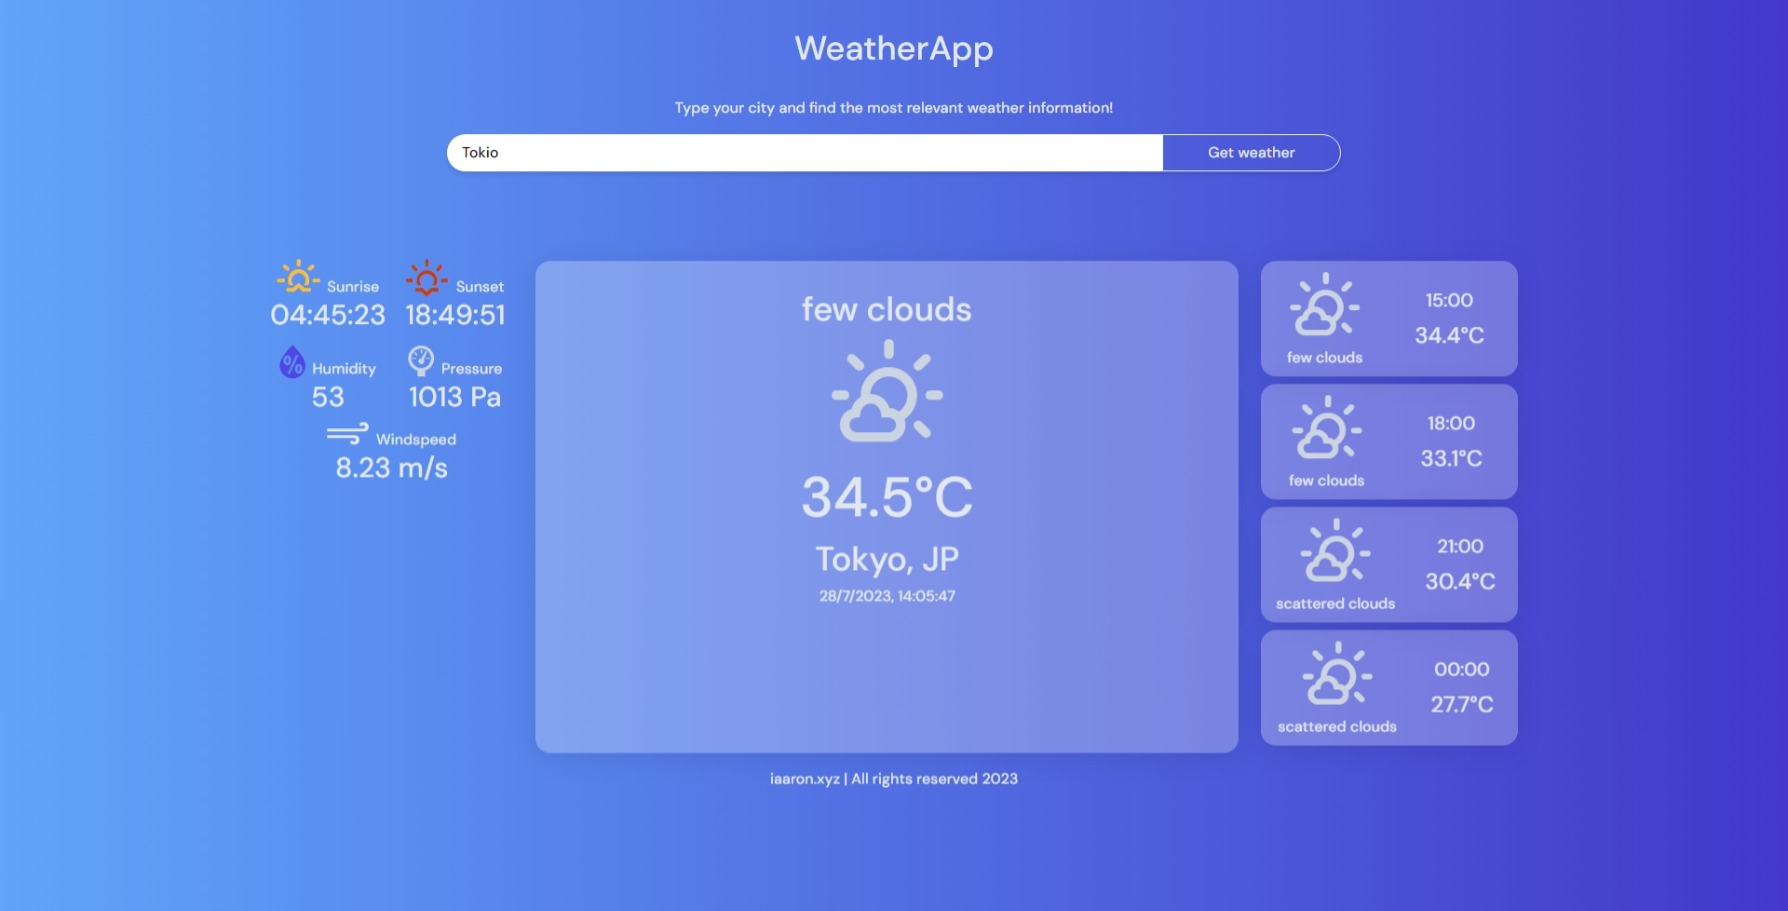 WeatherApp
Type your city and find the most relevant weather information!
Tokio
Get weather
Sunrise
04:45:23
Sunset
18:49:51
%
Humidity
53
Pressure
1013 Pa
Windspeed
8.23 m/s
few clouds
34.5°C
Tokyo, JP
28/7/2023, 14:05:47
15:00
34.4°C
few clouds
18:00
33.1°C
few clouds
21:00
30.4°C
scattered clouds
00:00
27.7°C
scattered clouds
iaaron.xyz | All rights reserved 2023